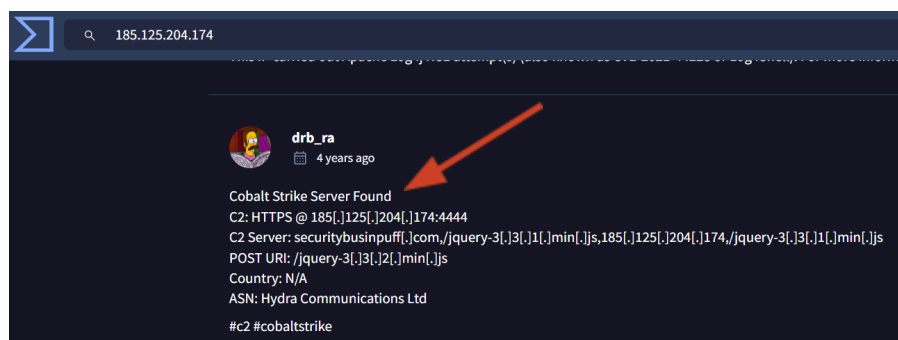 185.125.204.174
drb_ra
4 years ago
Cobalt Strike Server Found
C2: HTTPS @ 185[.]125[.]204[.]174:4444
C2 Server: securitybusinpuff[.]com,/jquery-3[.]3[.]1[.]min[.]js,185[.]125[.]204[.]174,/jquery-3[.]3[.]1[.]min[.]js
POST URI: /jquery-3[.]3[.]2[.]min[.]js
Country: N/A
ASN: Hydra Communications Ltd
#c2 #cobaltstrike